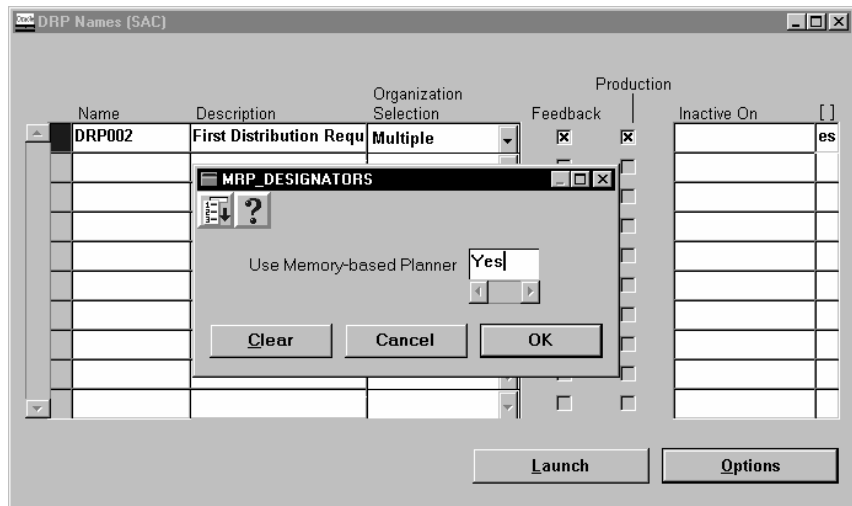 DRP Names (SAC)
Production
Organization
Name Description Selection Feedback Inactive On [ ]
DRP002 First Distribution Requ Multiple es
MRP_DESIGNATORS
?
Use Memory-based Planner Yes
Clear Cancel OK
Launch Options